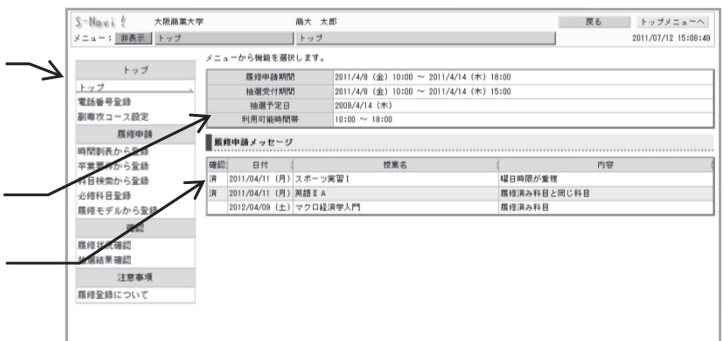 S-Navi! 大阪商業大学 商大 太郎 戻る トップメニューへ
メニュー： 非表示 トップ トップ 2011/07/12 15:08:49
メニューから機能を選択します。
トップ
トップ
電話番号登録
副専攻コース設定
履修申請
時間割表から登録
卒業要件から登録
科目検索から登録
必修科目登録
履修モデルから登録
確認
履修状況確認
抽選結果確認
注意事項
履修登録について
履修申請期間 2011/4/8 (金) 10:00 ～ 2011/4/14 (木) 18:00
抽選受付期間 2011/4/8 (金) 10:00 ～ 2011/4/14 (木) 15:00
抽選予定日 2009/4/14 (木)
利用可能時間帯 10:00 ～ 18:00
履修申請メッセージ
確認 日付 授業名 内容
済 2011/04/11 (月) スポーツ実習Ⅰ 曜日時限が重複
済 2011/04/11 (月) 英語ⅡA 履修済み科目と同じ科目
2012/04/09 (土) マクロ経済学入門 履修済み科目